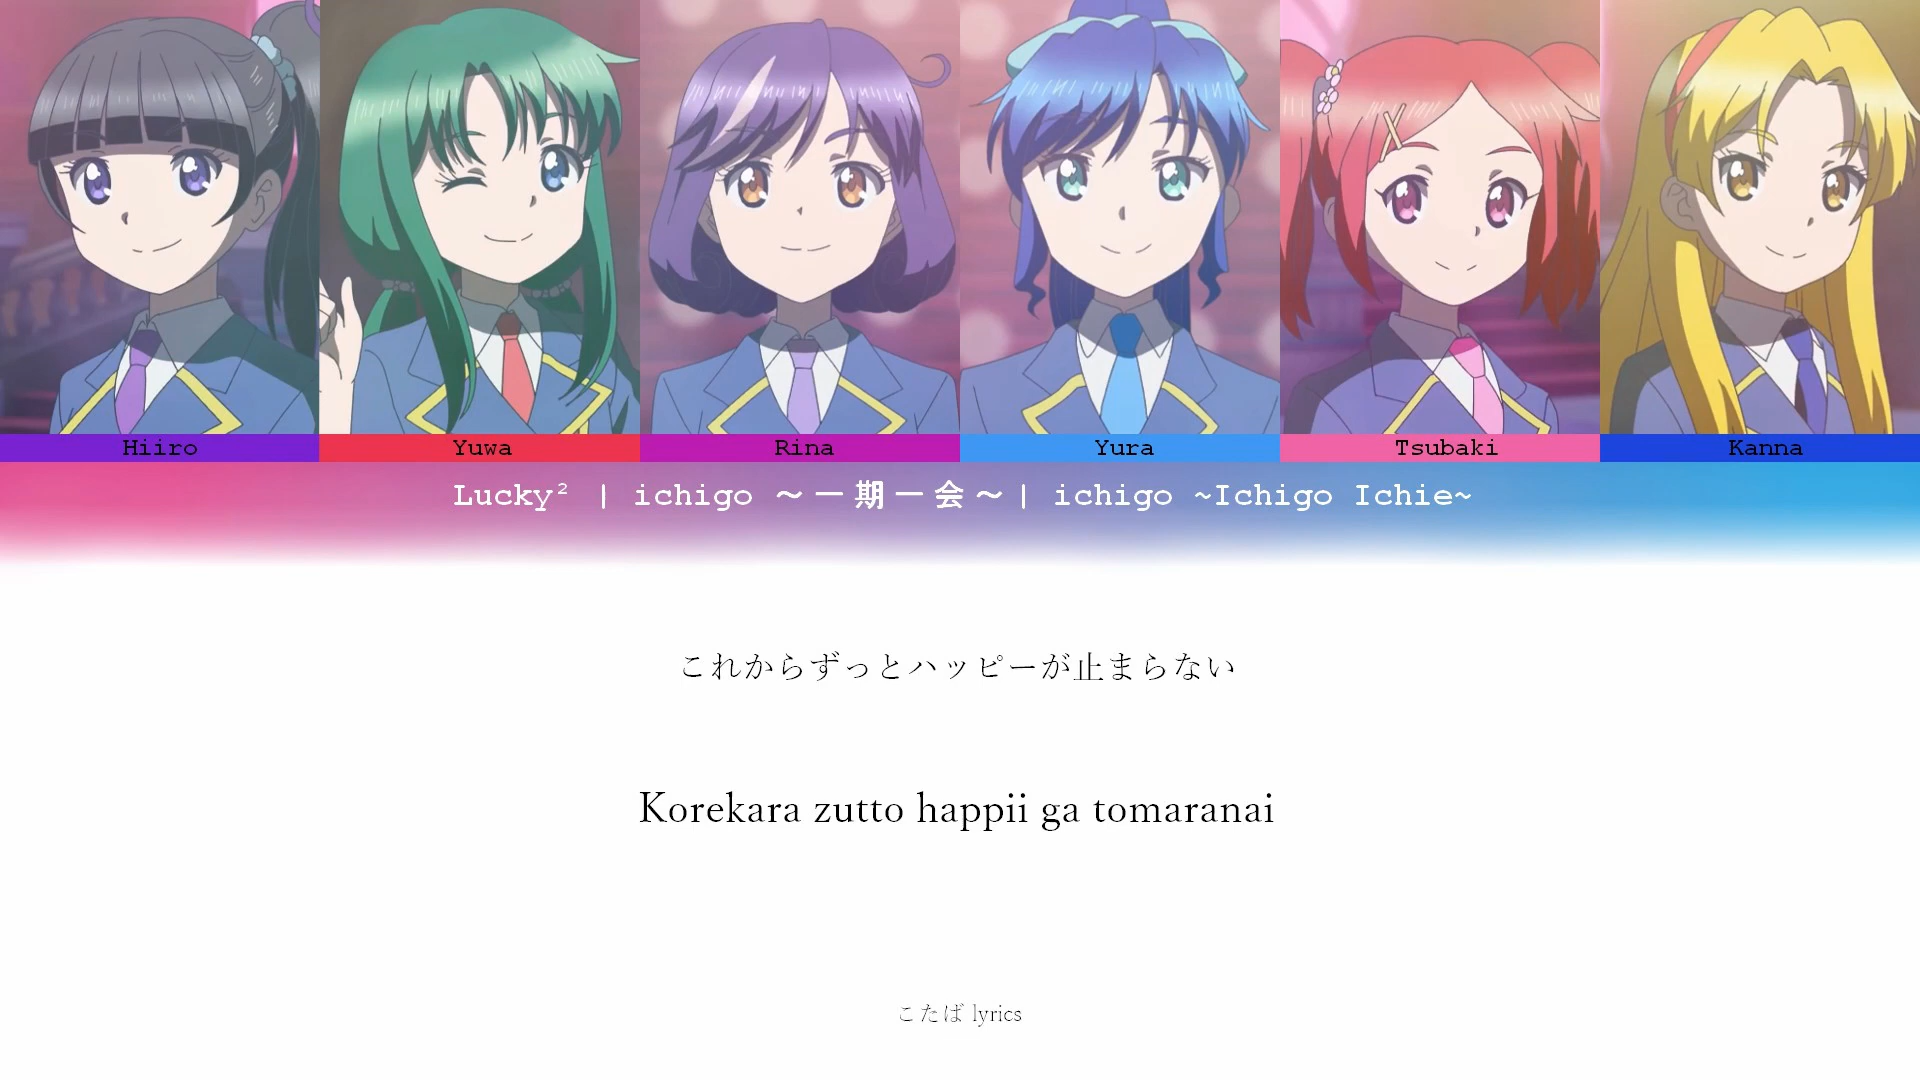 Hiiro
Yuwa
Rina
Yura
Tsubaki
Kanna
Lucky² | ichigo ～一期一会～ | ichigo ~Ichigo Ichie~
これからずっとハッピーが止まらない
Korekara zutto happii ga tomaranai
こたば lyrics